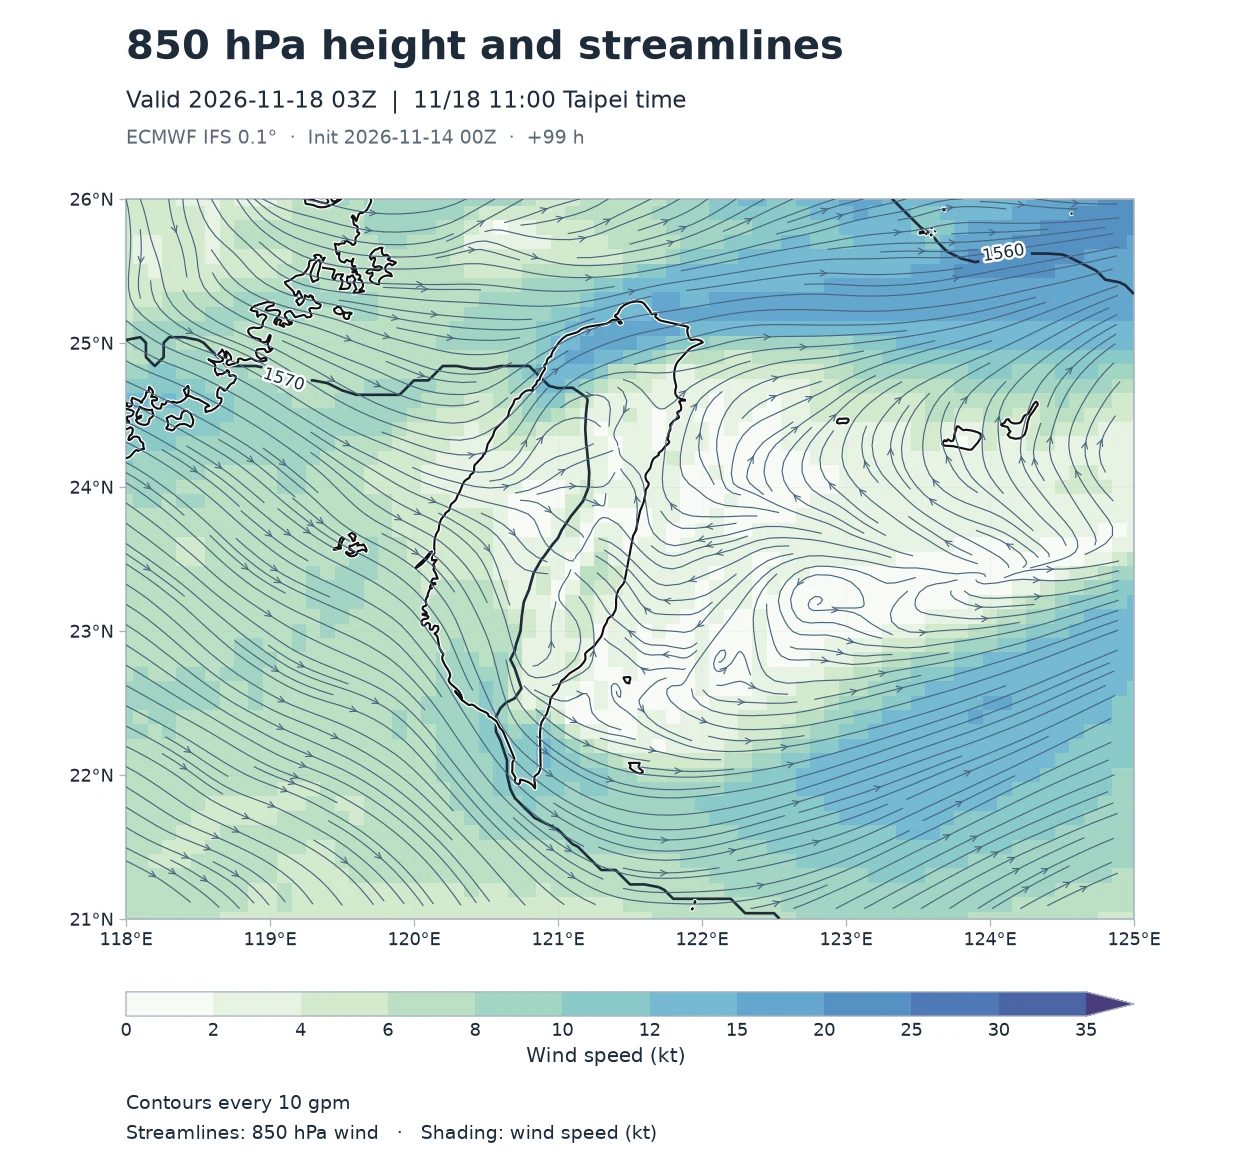 850 hPa height and streamlines
Valid 2026-11-18 03Z | 11/18 11:00 Taipei time
ECMWF IFS 0.1° · Init 2026-11-14 00Z · +99 h
26°N
1560
25°N
1570
24°N
23°N
22°N
21°N
118°E 119°E 120°E 121°E 122°E 123°E 124°E 125°E
0 2 4 6 8 10 12 15 20 25 30 35
Wind speed (kt)
Contours every 10 gpm
Streamlines: 850 hPa wind · Shading: wind speed (kt)